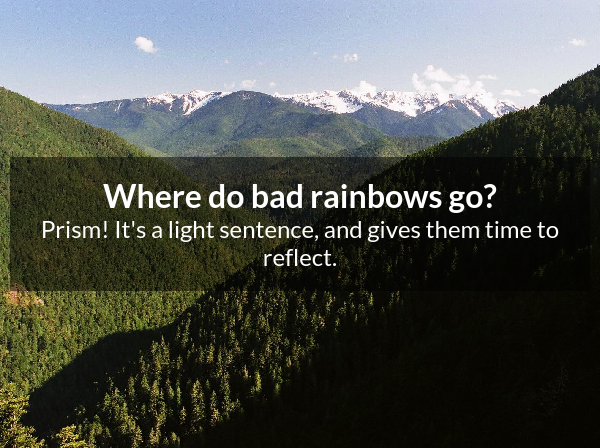 Where do bad rainbows go?
Prism! It's a light sentence, and gives them time to
reflect.